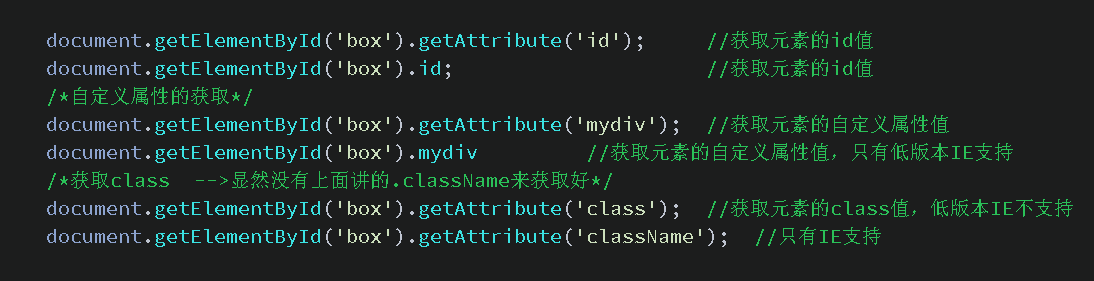 document.getElementById('box').getAttribute('id');     //获取元素的id值
document.getElementById('box').id;                     //获取元素的id值
/*自定义属性的获取*/
document.getElementById('box').getAttribute('mydiv');  //获取元素的自定义属性值
document.getElementById('box').mydiv         //获取元素的自定义属性值，只有低版本IE支持
/*获取class  -->显然没有上面讲的.className来获取好*/
document.getElementById('box').getAttribute('class');  //获取元素的class值，低版本IE不支持
document.getElementById('box').getAttribute('className');  //只有IE支持